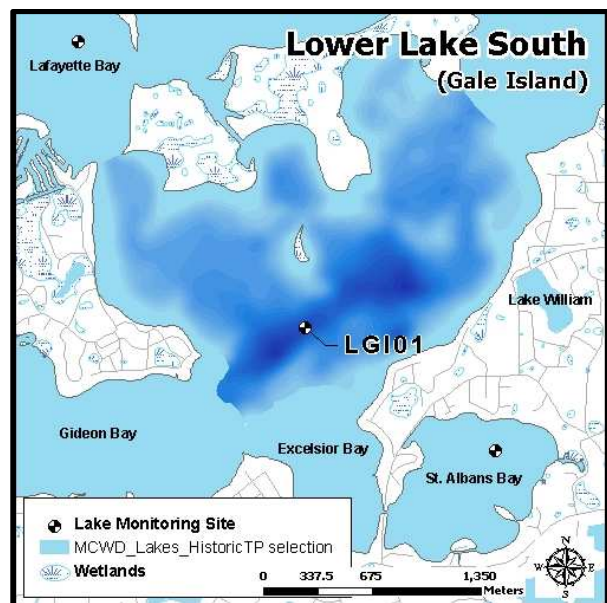 Lower Lake South
(Gale Island)
Lafayette Bay
Lake William
LGI01
Gideon Bay
Excelsior Bay
St. Albans Bay
Lake Monitoring Site
MCWD_Lakes_HistoricTP selection
Wetlands
0 337.5 675 1,350
Meters
N
W E
S